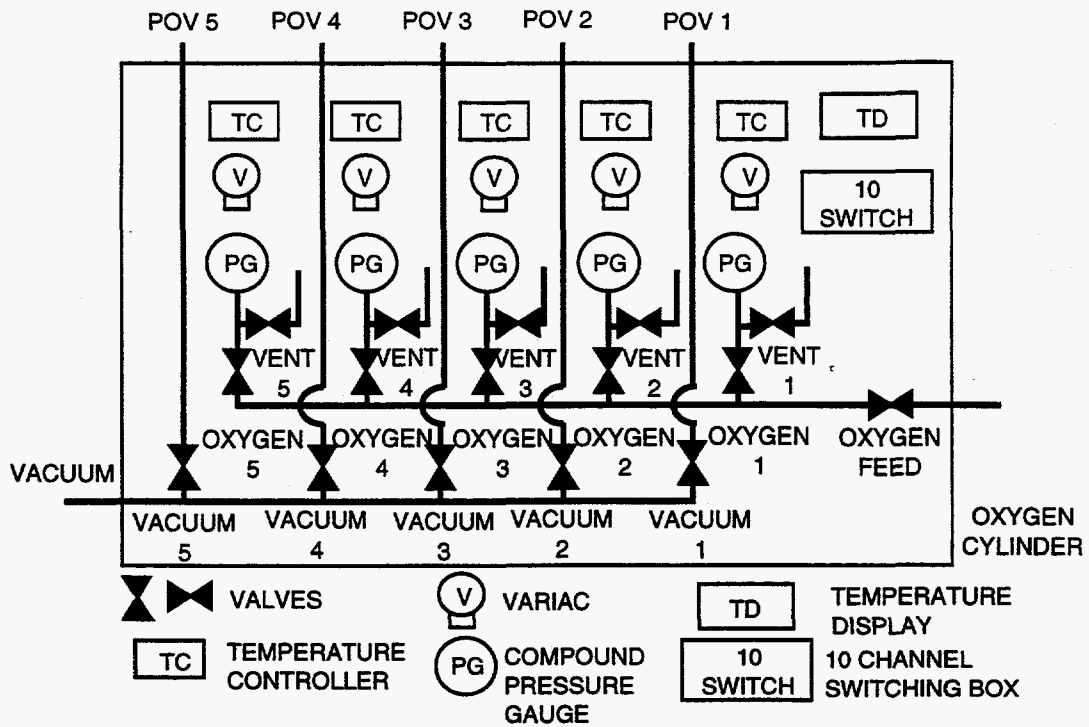 POV 5 POV 4 POV 3 POV 2 POV 1
TC TC TC TC TC TD
V V V V V
10
SWITCH
PG PG PG PG PG
VENT VENT VENT VENT VENT
5 4 3 2 1
OXYGEN OXYGEN OXYGEN OXYGEN OXYGEN OXYGEN
5 4 3 2 1 FEED
VACUUM
VACUUM VACUUM VACUUM VACUUM VACUUM
5 4 3 2 1
OXYGEN
CYLINDER
VALVES
V VARIAC
TD TEMPERATURE
DISPLAY
TC TEMPERATURE
CONTROLLER
PG COMPOUND
PRESSURE
GAUGE
10
SWITCH
10 CHANNEL
SWITCHING BOX